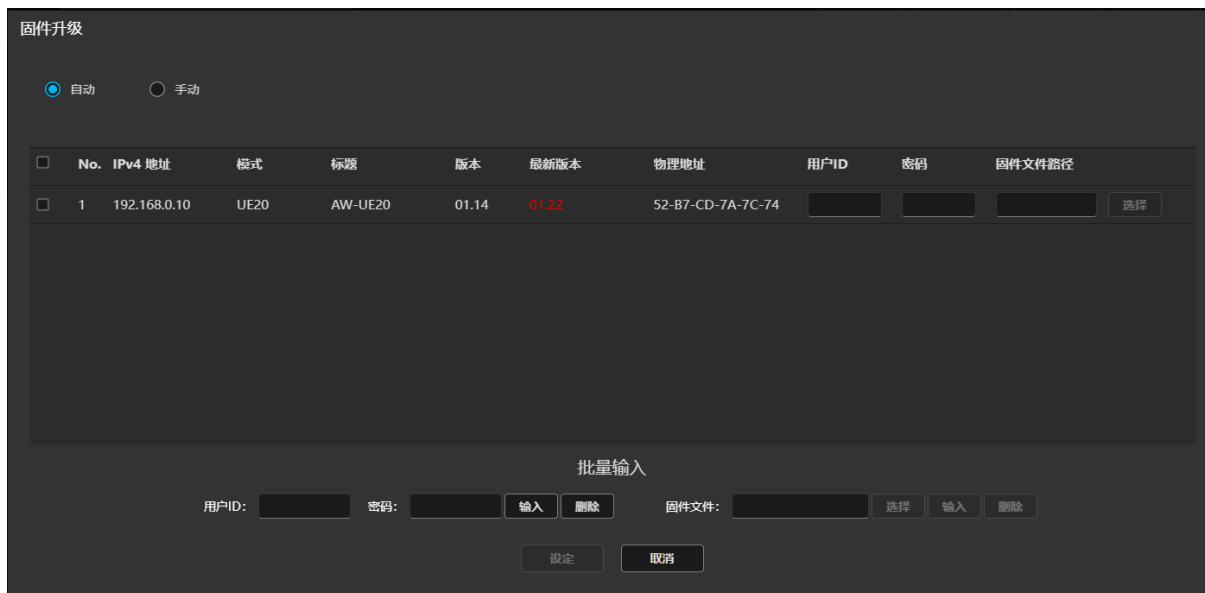 固件升级
自动 手动
No. IPv4 地址 模式 标题 版本 最新版本 物理地址 用户ID 密码 固件文件路径
1 192.168.0.10 UE20 AW-UE20 01.14 01.22 52-B7-CD-7A-7C-74 选择
批量输入
用户ID: 密码: 输入 删除 固件文件: 选择 输入 删除
设定 取消